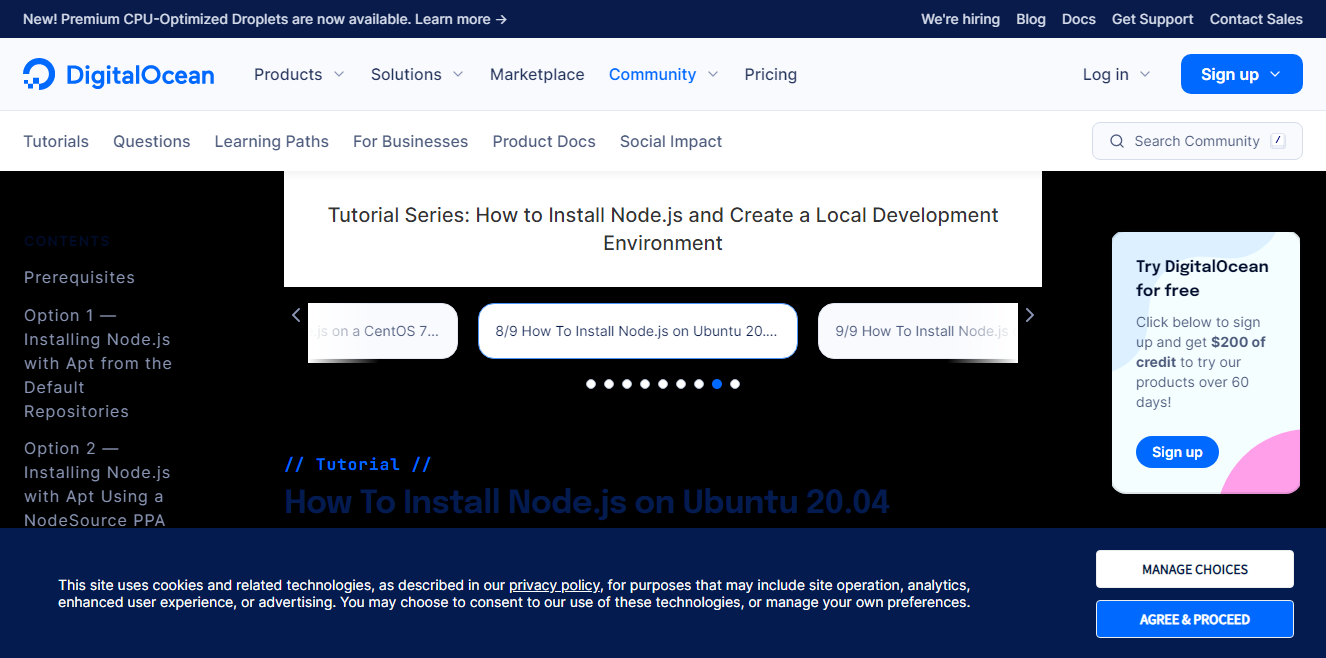 New! Premium CPU-Optimized Droplets are now available. Learn more →
We're hiring Blog Docs Get Support Contact Sales
DigitalOcean Products Solutions Marketplace Community Pricing Log in Sign up
Tutorials Questions Learning Paths For Businesses Product Docs Social Impact Search Community /
Tutorial Series: How to Install Node.js and Create a Local Development
Environment
.js on a CentOS 7... 8/9 How To Install Node.js on Ubuntu 20.... 9/9 How To Install Node.js
CONTENTS
Prerequisites
Option 1 —
Installing Node.js
with Apt from the
Default
Repositories
Option 2 —
Installing Node.js
with Apt Using a
NodeSource PPA
// Tutorial //
How To Install Node.js on Ubuntu 20.04
Try DigitalOcean
for free
Click below to sign
up and get $200 of
credit to try our
products over 60
days!
Sign up
This site uses cookies and related technologies, as described in our privacy policy, for purposes that may include site operation, analytics,
enhanced user experience, or advertising. You may choose to consent to our use of these technologies, or manage your own preferences.
MANAGE CHOICES
AGREE & PROCEED